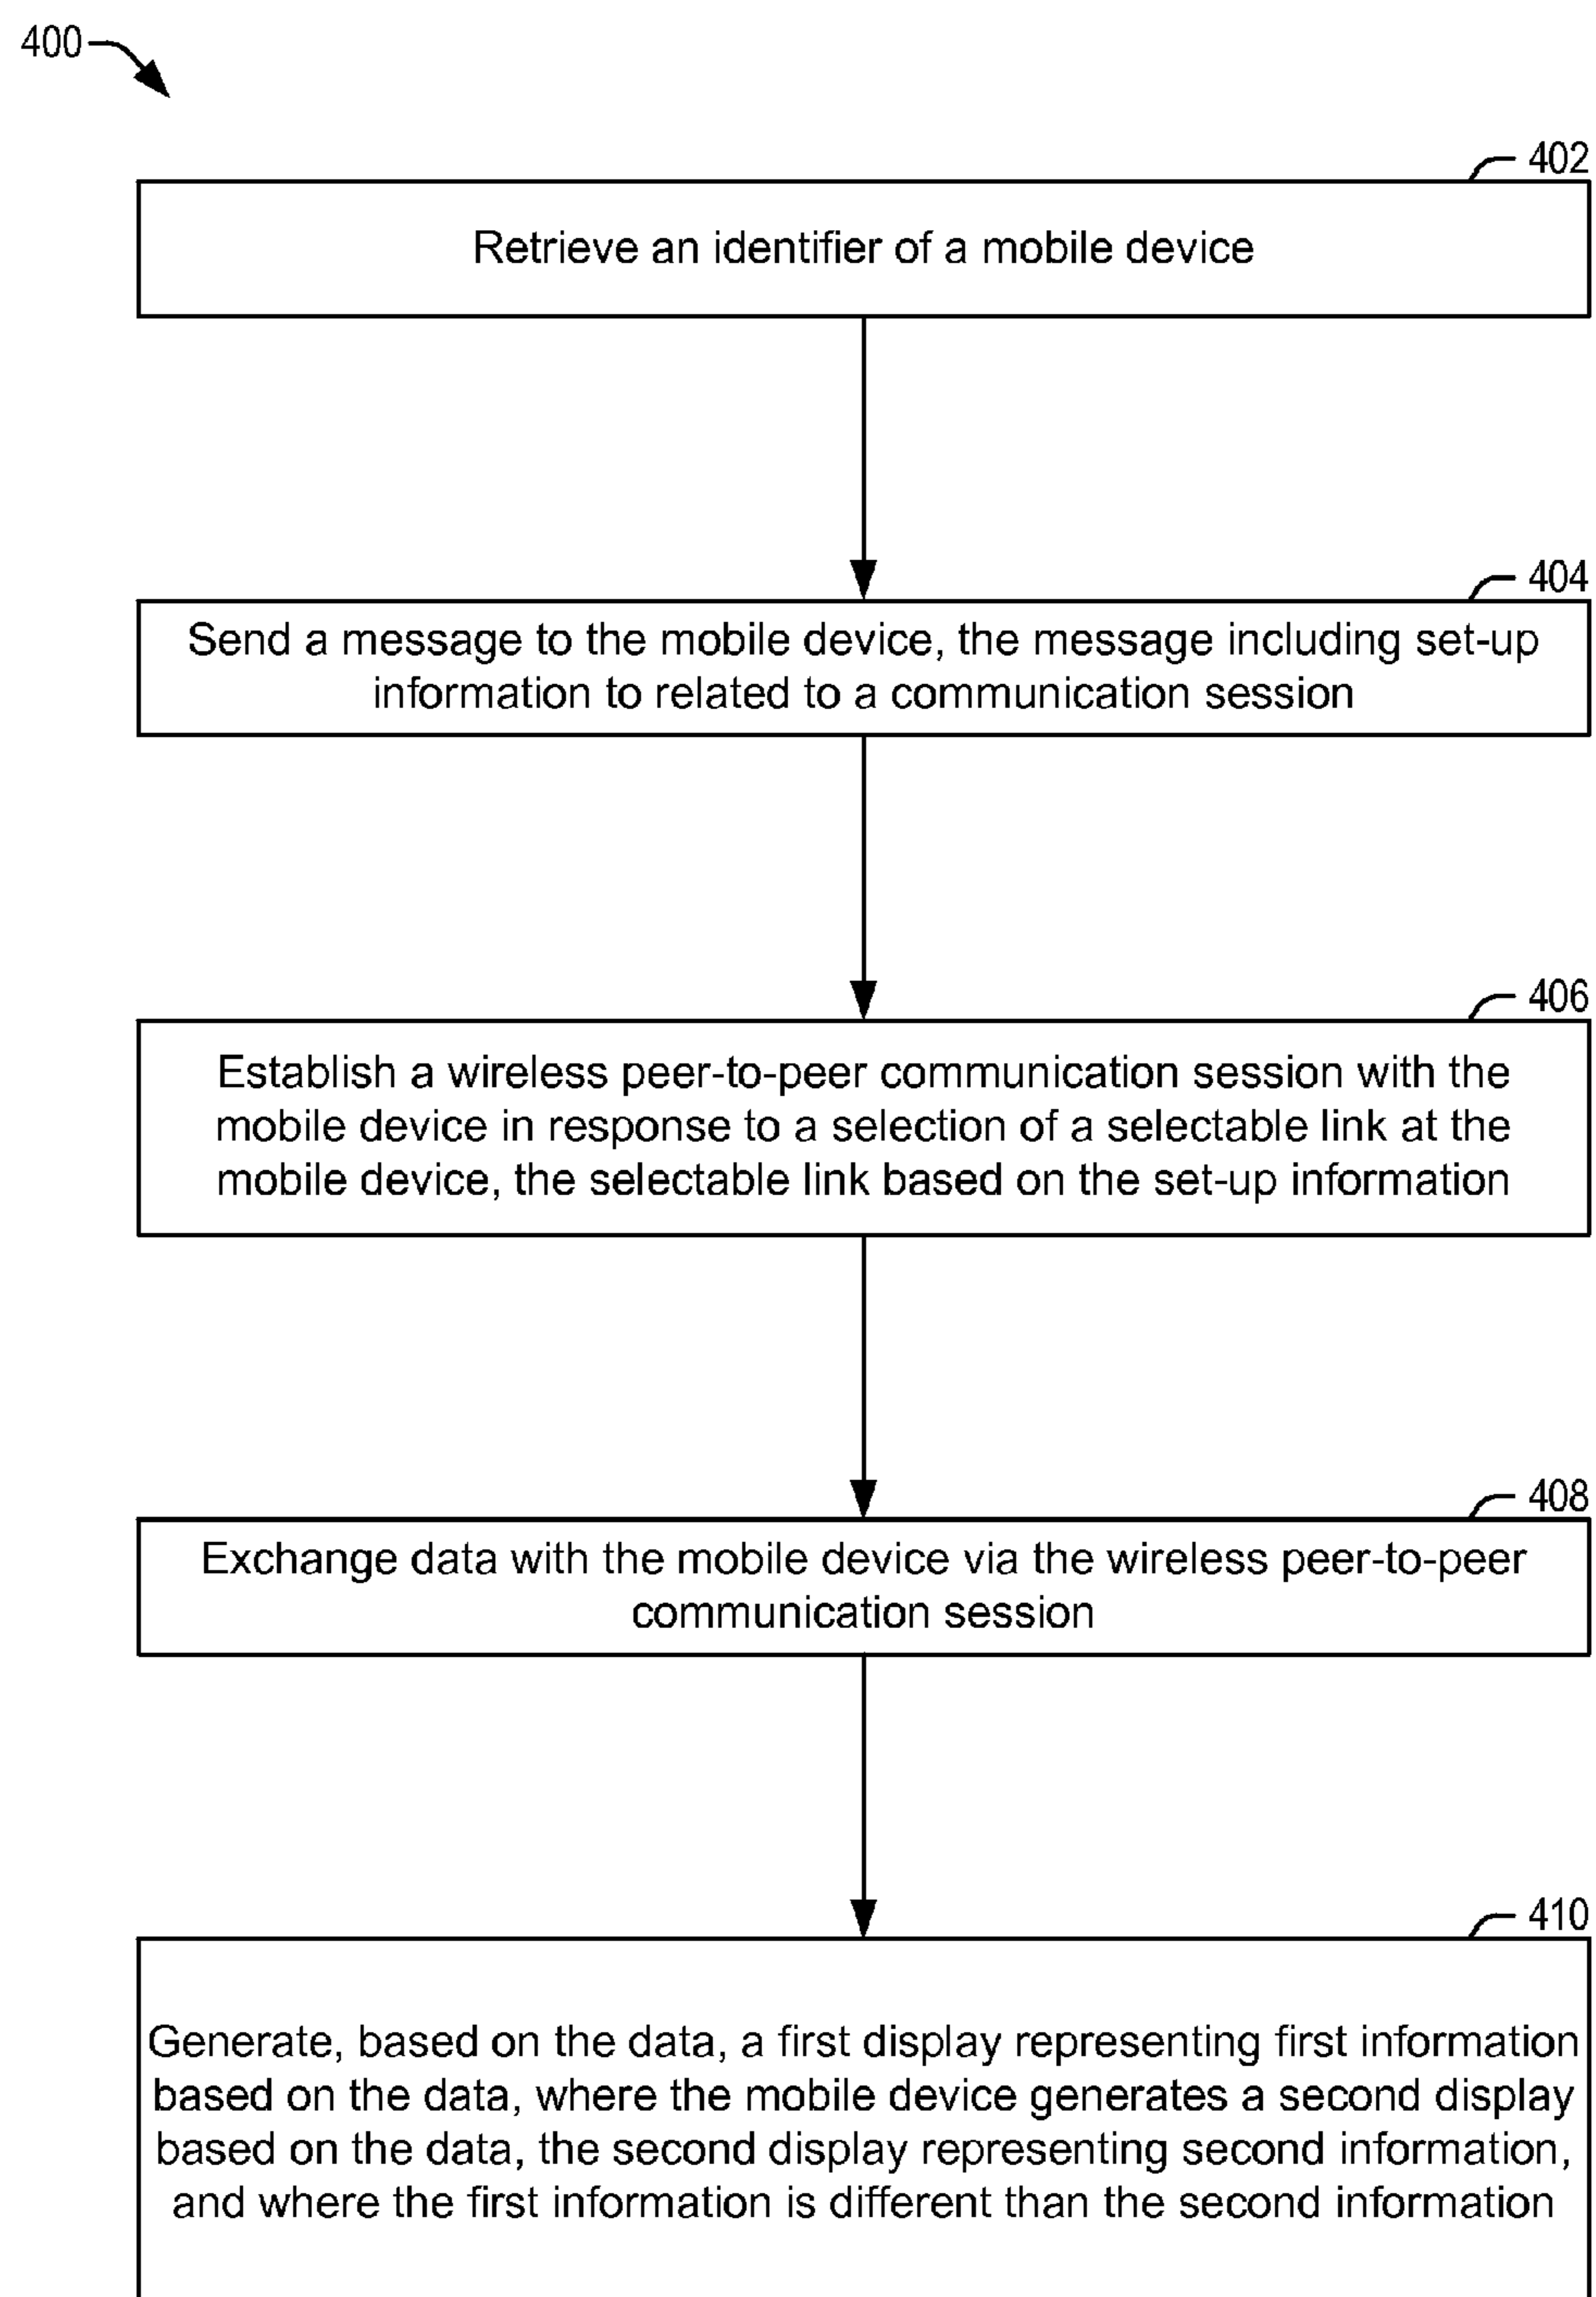 400
402
Retrieve an identifier of a mobile device
404
Send a message to the mobile device, the message including set-up
information to related to a communication session
406
Establish a wireless peer-to-peer communication session with the
mobile device in response to a selection of a selectable link at the
mobile device, the selectable link based on the set-up information
408
Exchange data with the mobile device via the wireless peer-to-peer
communication session
410
Generate, based on the data, a first display representing first information
based on the data, where the mobile device generates a second display
based on the data, the second display representing second information,
and where the first information is different than the second information